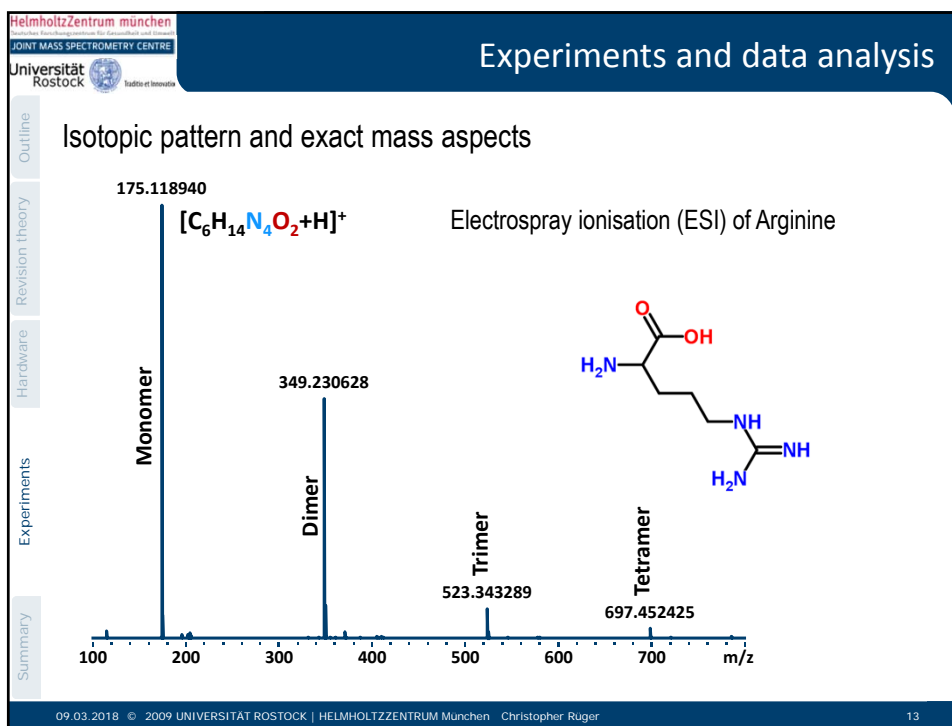 HelmholtzZentrum münchen
Deutsches Forschungszentrum für Gesundheit und Umwelt
JOINT MASS SPECTROMETRY CENTRE
Universität
Rostock
Traditio et Innovatio
Experiments and data analysis
Outline
Revision theory
Hardware
Experiments
Summary
Isotopic pattern and exact mass aspects
175.118940
[C₆H₁₄N₄O₂+H]⁺
Electrospray ionisation (ESI) of Arginine
Monomer
349.230628
Dimer
Trimer
523.343289
Tetramer
697.452425
O
OH
H₂N
NH
NH
H₂N
100 200 300 400 500 600 700 m/z
09.03.2018 © 2009 UNIVERSITÄT ROSTOCK | HELMHOLTZZENTRUM München Christopher Rüger 13